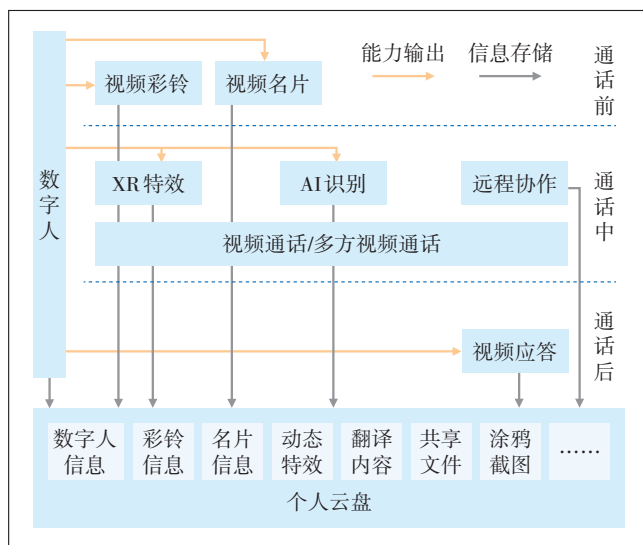 能力输出
信息存储
通话前
视频彩铃
视频名片
数字人
XR特效
AI识别
远程协作
通话中
视频通话/多方视频通话
视频应答
通话后
数字人
信息
彩铃
信息
名片
信息
动态
特效
翻译
内容
共享
文件
涂鸦
截图
……
个人云盘